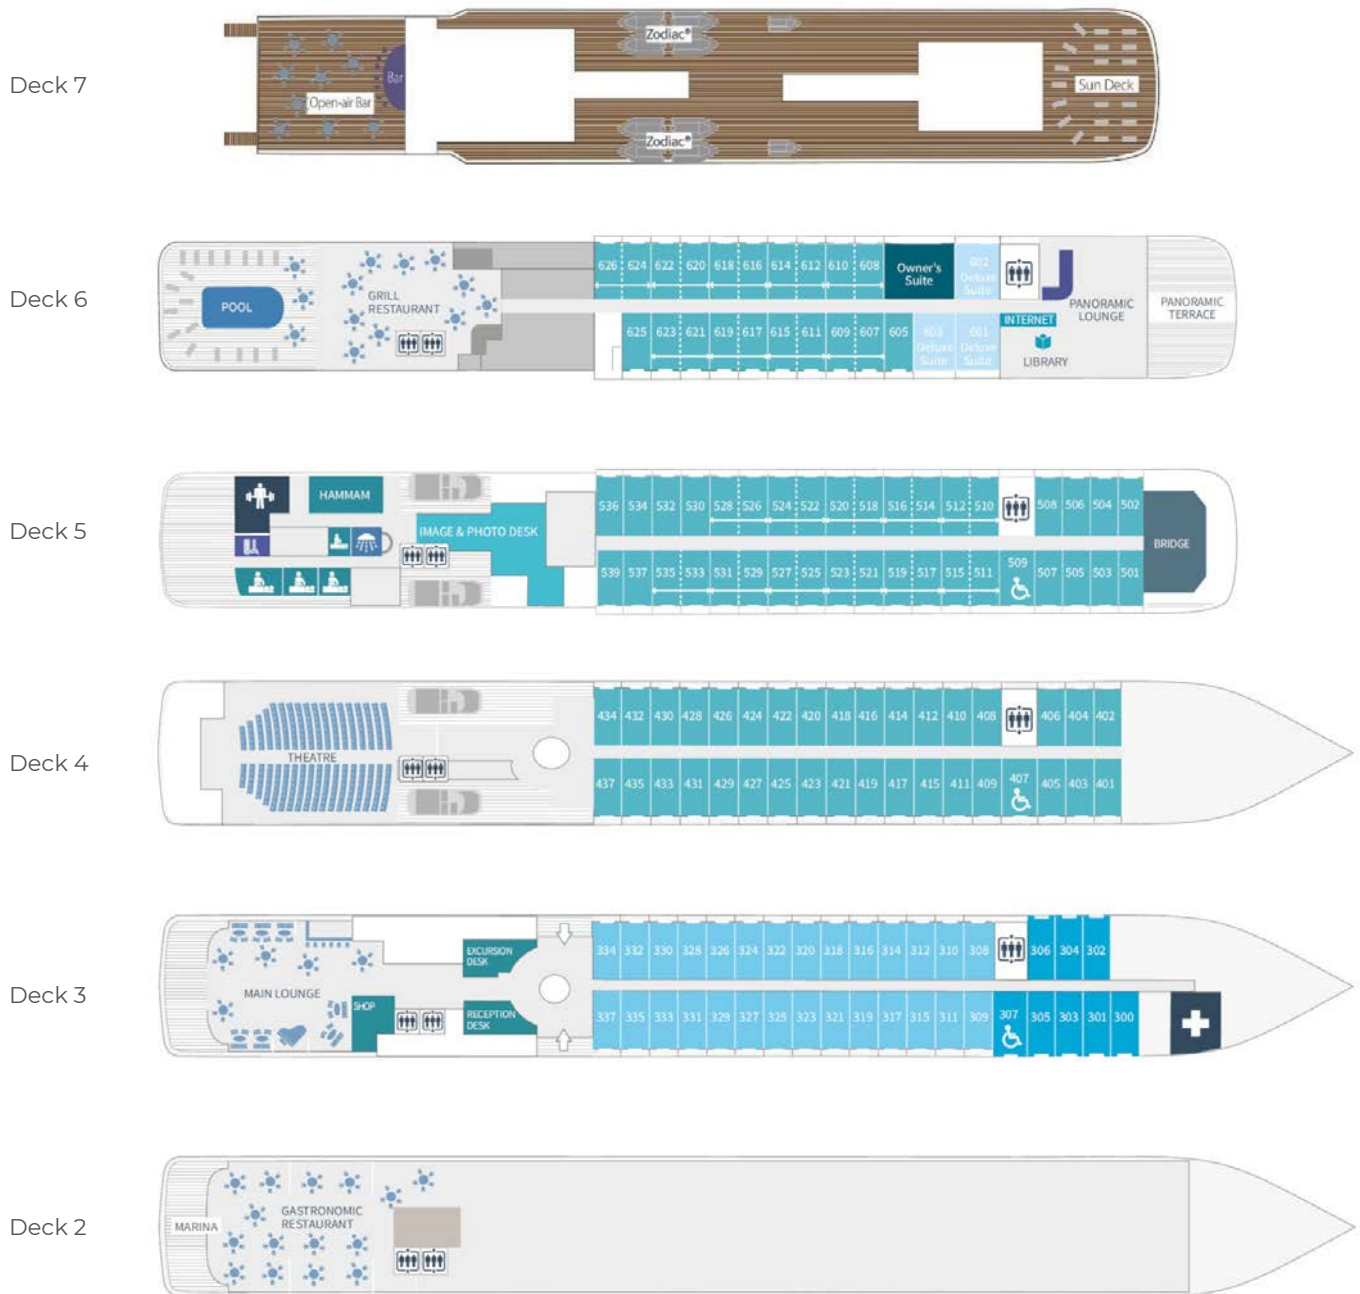 Deck 7
Zodiac®
Bar
Open-air Bar
Sun Deck
Zodiac®
Deck 6
626 624 622 620 618 616 614 612 610 608
Owner's
Suite
602
Deluxe
Suite
POOL
GRILL
RESTAURANT
PANORAMIC
LOUNGE
PANORAMIC
TERRACE
INTERNET
LIBRARY
625 623 621 619 617 615 611 609 607 605
603
Deluxe
Suite
601
Deluxe
Suite
Deck 5
HAMMAM
IMAGE & PHOTO DESK
536 534 532 530 528 526 524 522 520 518 516 514 512 510 508 506 504 502
BRIDGE
539 537 535 533 531 529 527 525 523 521 519 517 515 511 509 507 505 503 501
Deck 4
THEATRE
434 432 430 428 426 424 422 420 418 416 414 412 410 408 406 404 402
437 435 433 431 429 427 425 423 421 419 417 415 411 409 407 405 403 401
Deck 3
EXCURSION
DESK
MAIN LOUNGE
SHOP
RECEPTION
DESK
334 332 330 328 326 324 322 320 318 316 314 312 310 308 306 304 302
337 335 333 331 329 327 325 323 321 319 317 315 311 309 307 305 303 301 300
Deck 2
MARINA
GASTRONOMIC
RESTAURANT